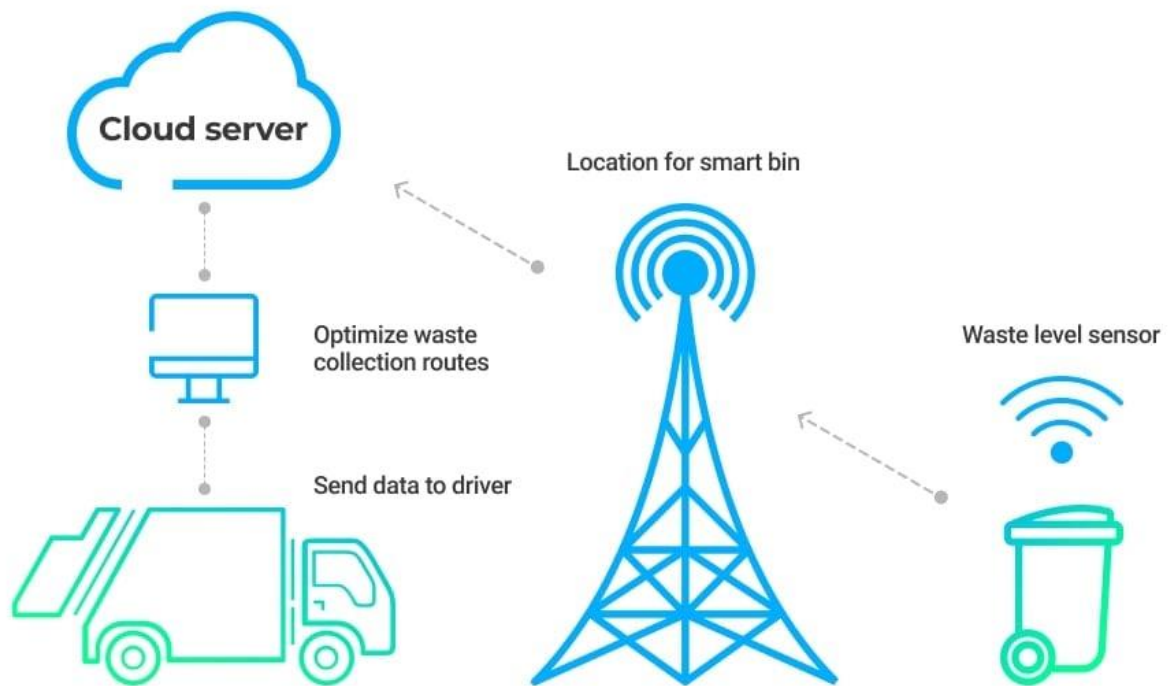 Cloud server
Location for smart bin
Optimize waste
collection routes
Waste level sensor
Send data to driver